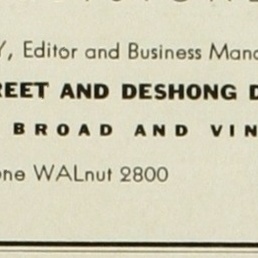 Y, Editor and Business Mana
REET AND DESHONG D
BROAD AND VIN
one WALnut 2800